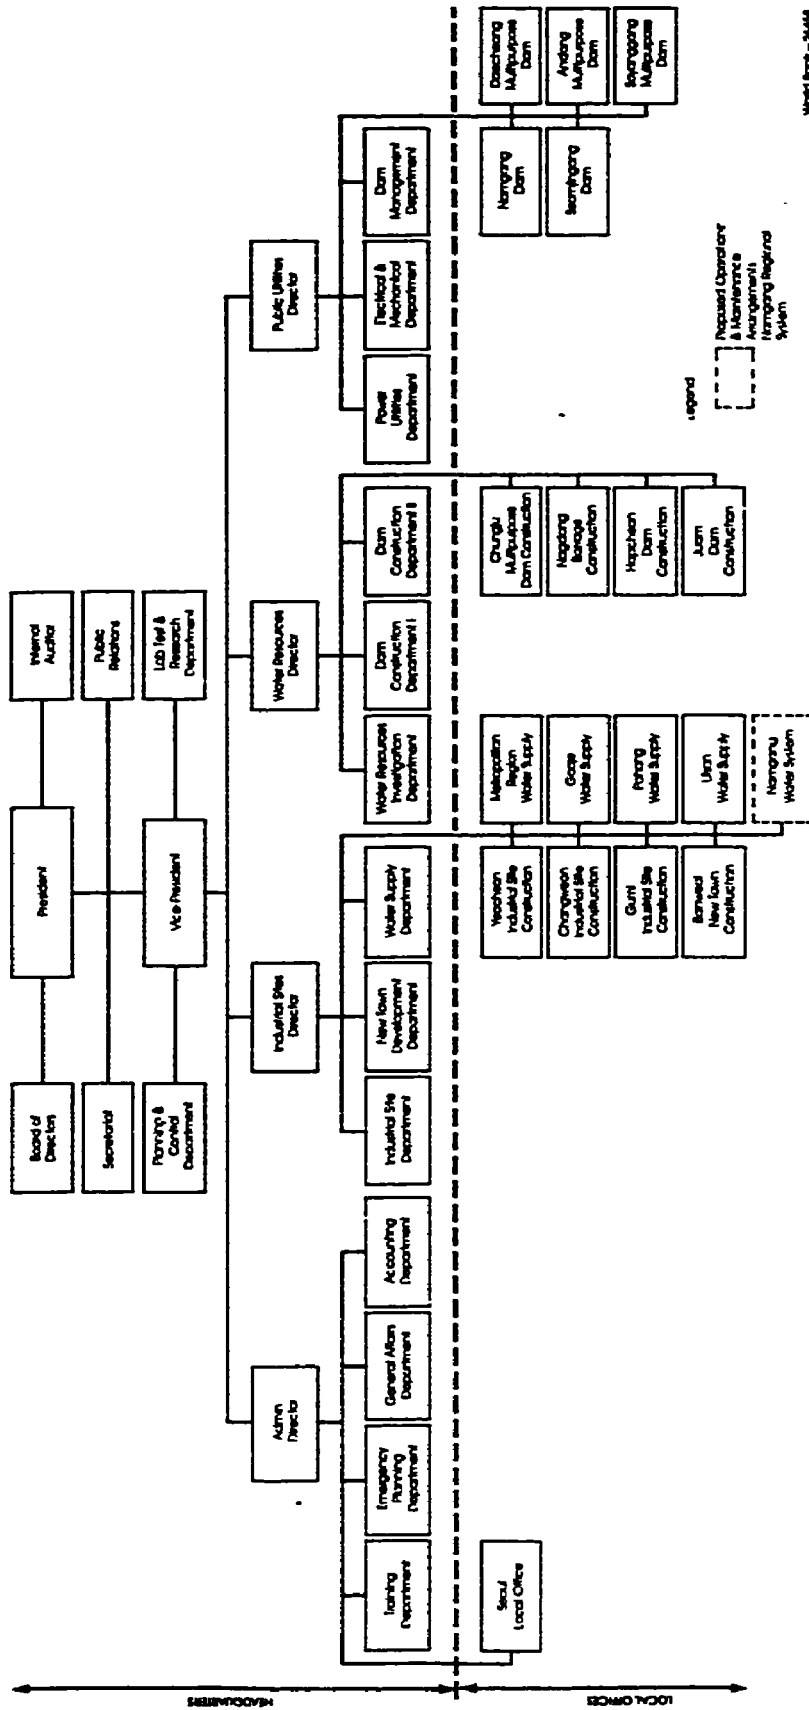 Board of
Directors
President
Internal
Auditor
Secretariat
Public
Relations
Planning &
Control
Department
Vice-President
Lab Test &
Research
Department
Admin
Director
Industrial Sites
Director
Water Resources
Director
Public Utilities
Director
Training
Department
Emergency
Planning
Department
General Affairs
Department
Accounting
Department
Industrial Site
Department
New Town
Development
Department
Water Supply
Department
Water Resources
Investigation
Department
Dam
Construction
Department I
Dam
Construction
Department II
Power
Utilities
Department
Electrical &
Mechanical
Department
Dam
Management
Department
HEADQUARTERS
LOCAL OFFICES
Seoul
Local Office
Yeocheon
Industrial Site
Construction
Metropolitan
Region
Water Supply
Changweon
Industrial Site
Construction
Geoje
Water Supply
Gumi
Industrial Site
Construction
Pohang
Water Supply
Banweol
New Town
Construction
Ulsan
Water Supply
Namgang
Water System
Chungju
Multipurpose
Dam Construction
Nagdong
Barrage
Construction
Hapcheon
Dam
Construction
Juam
Dam
Construction
Namgang
Dam
Daecheong
Multipurpose
Dam
Seomjingang
Dam
Andong
Multipurpose
Dam
Soyanggang
Multipurpose
Dam
Legend
Proposed Operations
& Maintenance
Arrangements
Namgang Regional
System
World Bank -